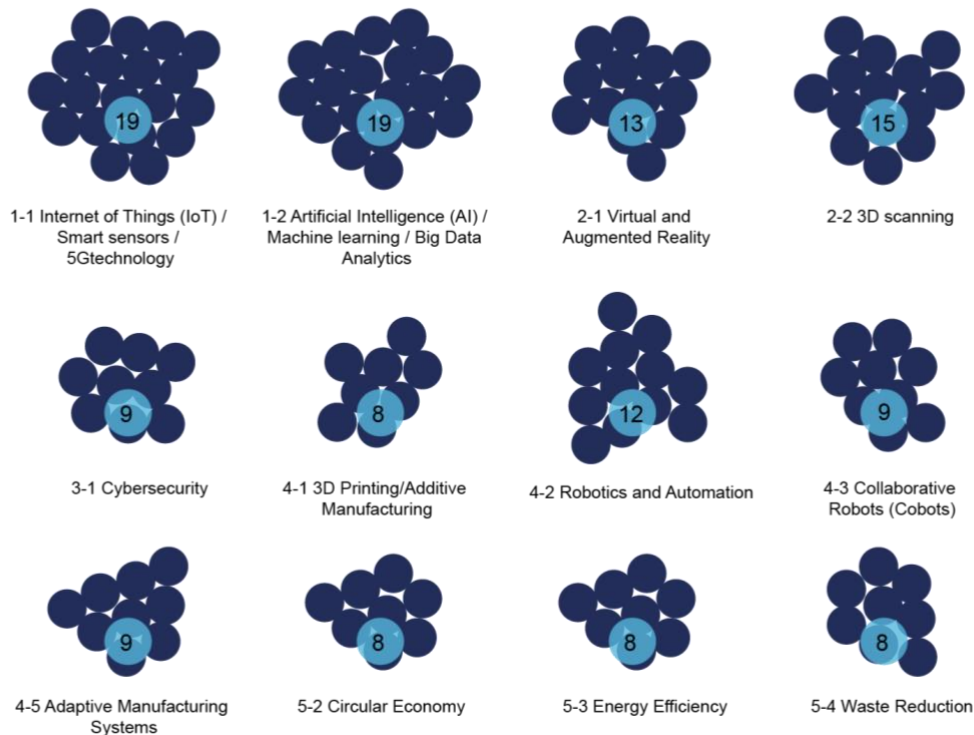 19
19
13
15
1-1 Internet of Things (IoT) /
Smart sensors /
5Gtechnology
1-2 Artificial Intelligence (AI) /
Machine learning / Big Data
Analytics
2-1 Virtual and
Augmented Reality
2-2 3D scanning
9
8
12
9
3-1 Cybersecurity
4-1 3D Printing/Additive
Manufacturing
4-2 Robotics and Automation
4-3 Collaborative
Robots (Cobots)
9
8
8
8
4-5 Adaptive Manufacturing
Systems
5-2 Circular Economy
5-3 Energy Efficiency
5-4 Waste Reduction